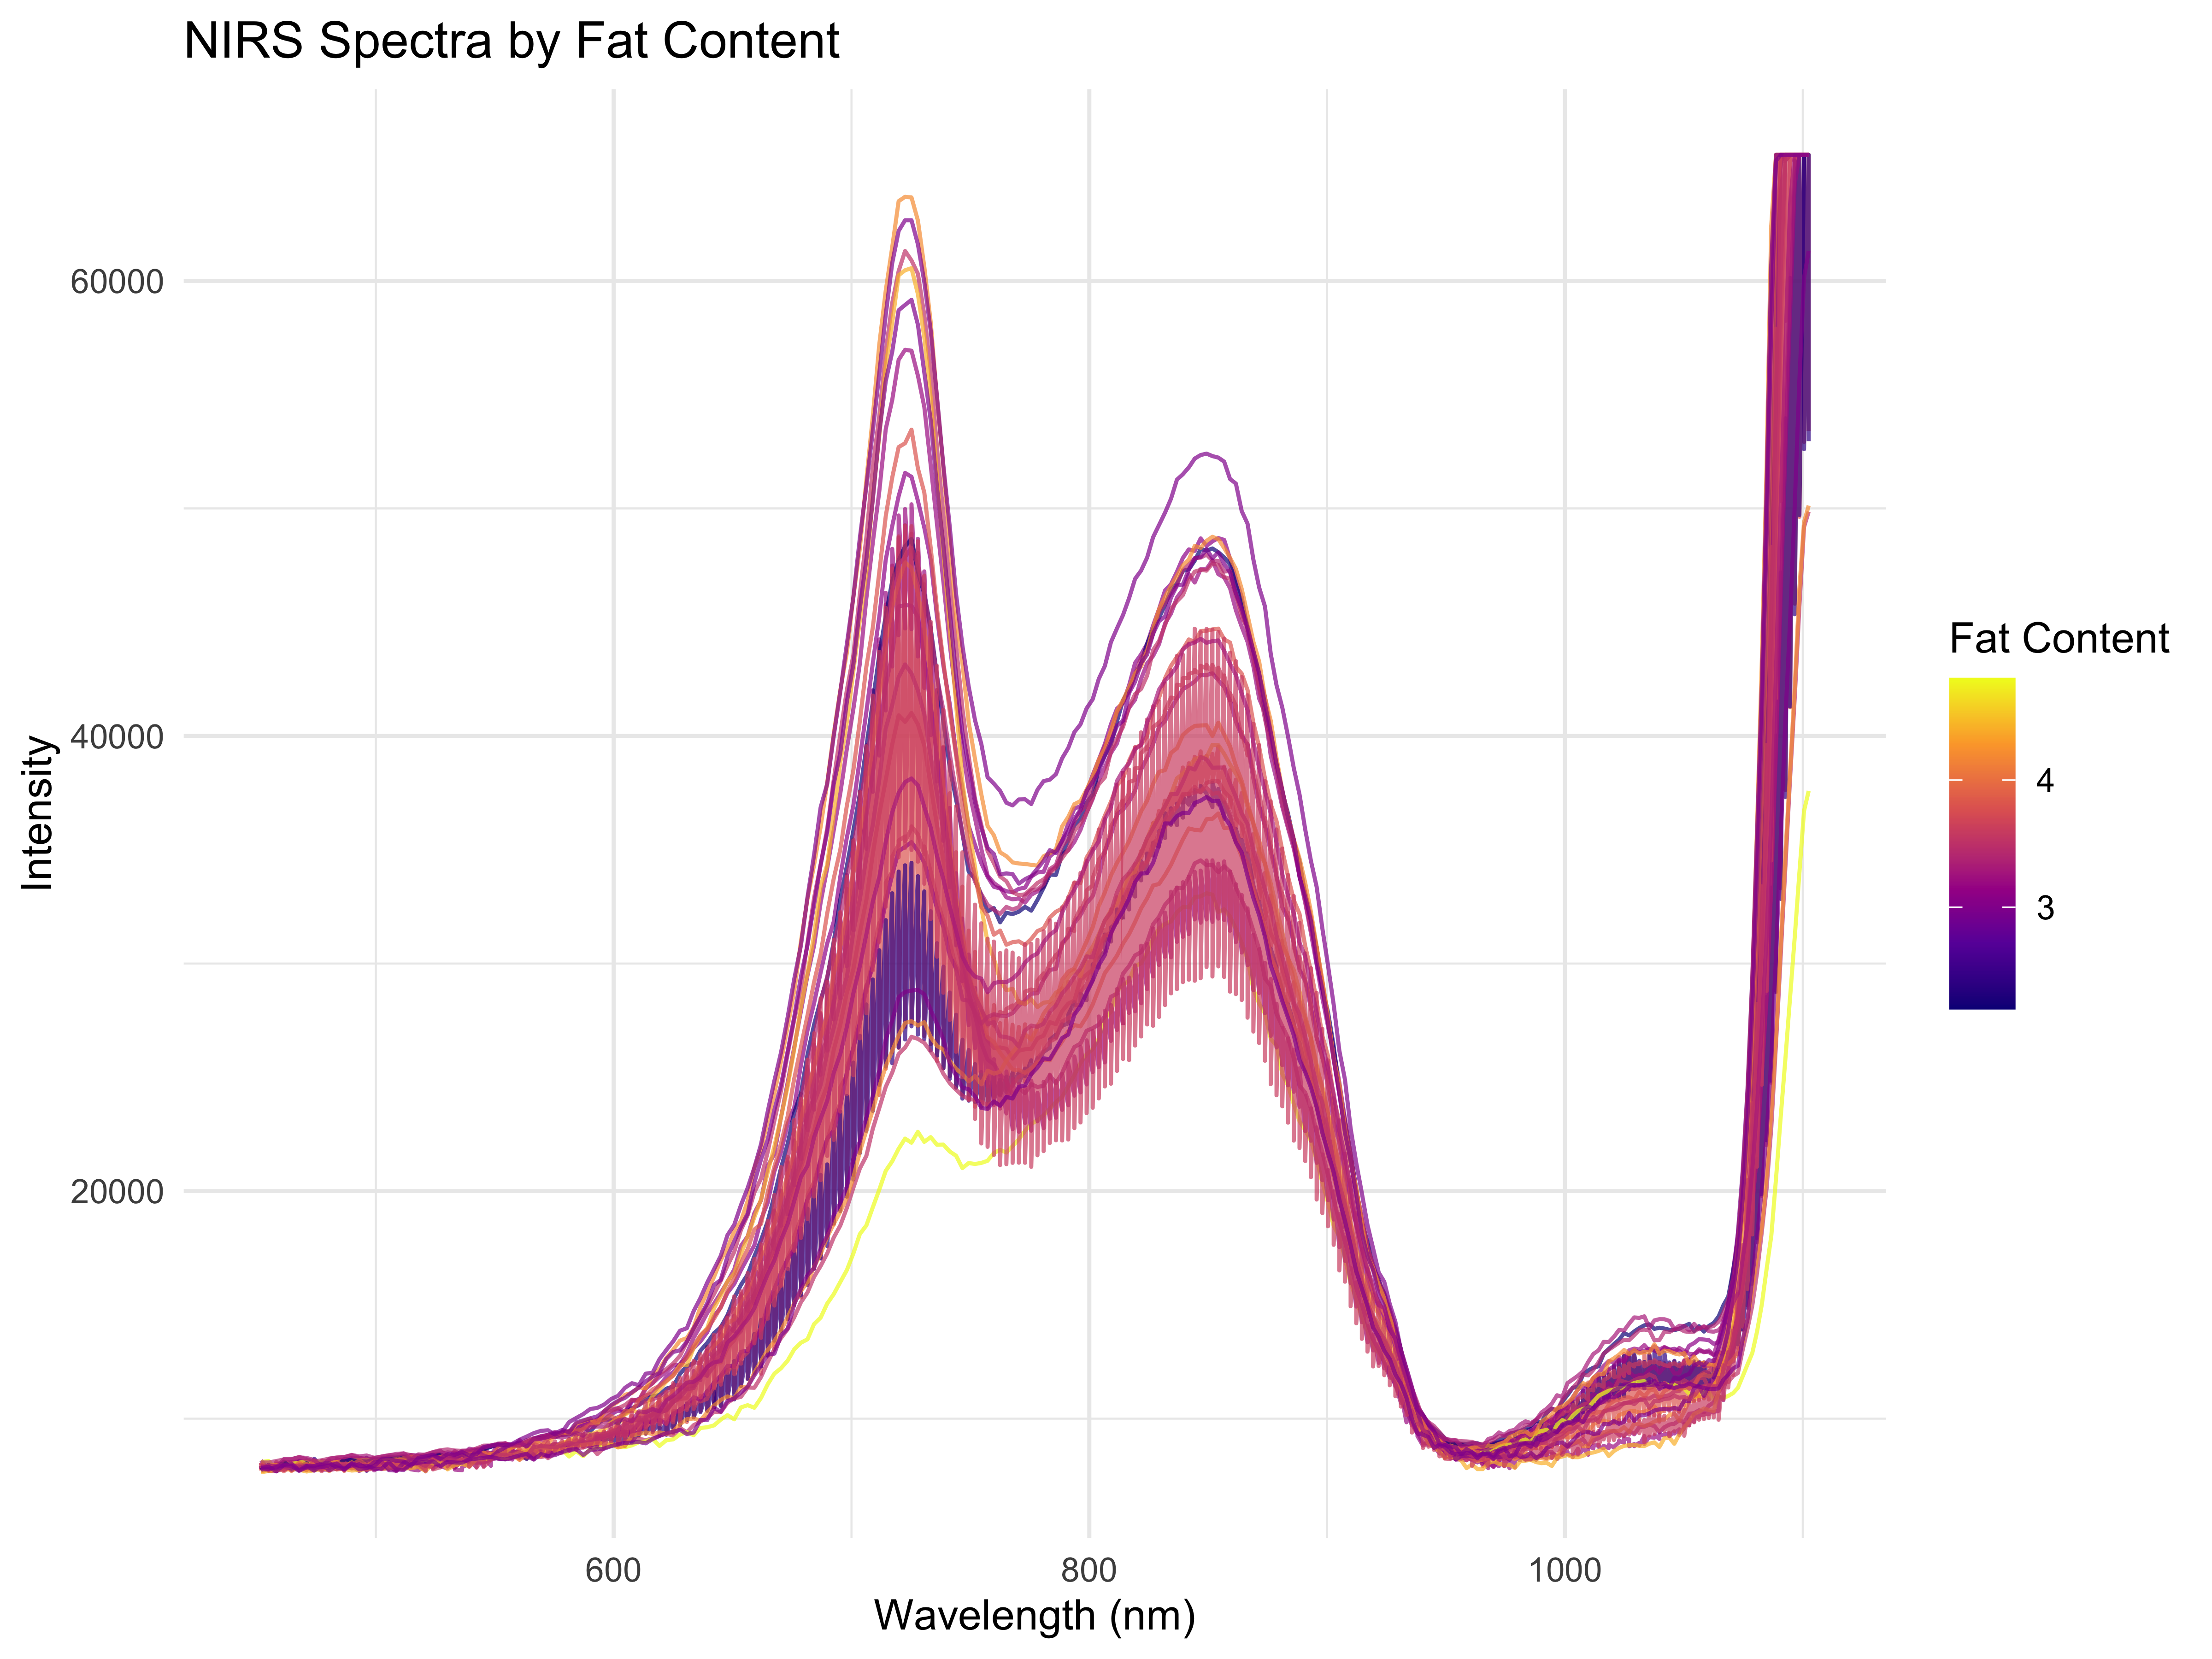 NIRS Spectra by Fat Content
60000
40000
20000
Intensity
600
800
1000
Wavelength (nm)
Fat Content
4
3